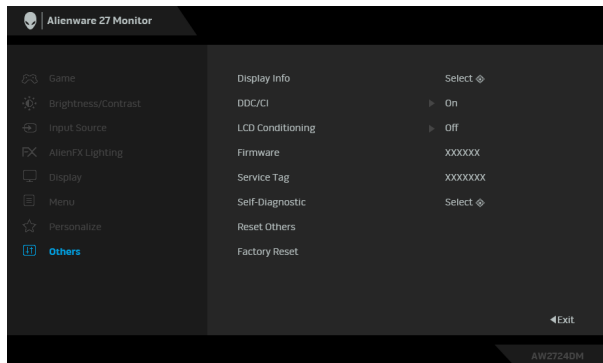 Alienware 27 Monitor
Game
Brightness/Contrast
Input Source
AlienFX Lighting
Display
Menu
Personalize
Others
Display Info Select
DDC/CI On
LCD Conditioning Off
Firmware XXXXXX
Service Tag XXXXXXX
Self-Diagnostic Select
Reset Others
Factory Reset
Exit
AW2724DM